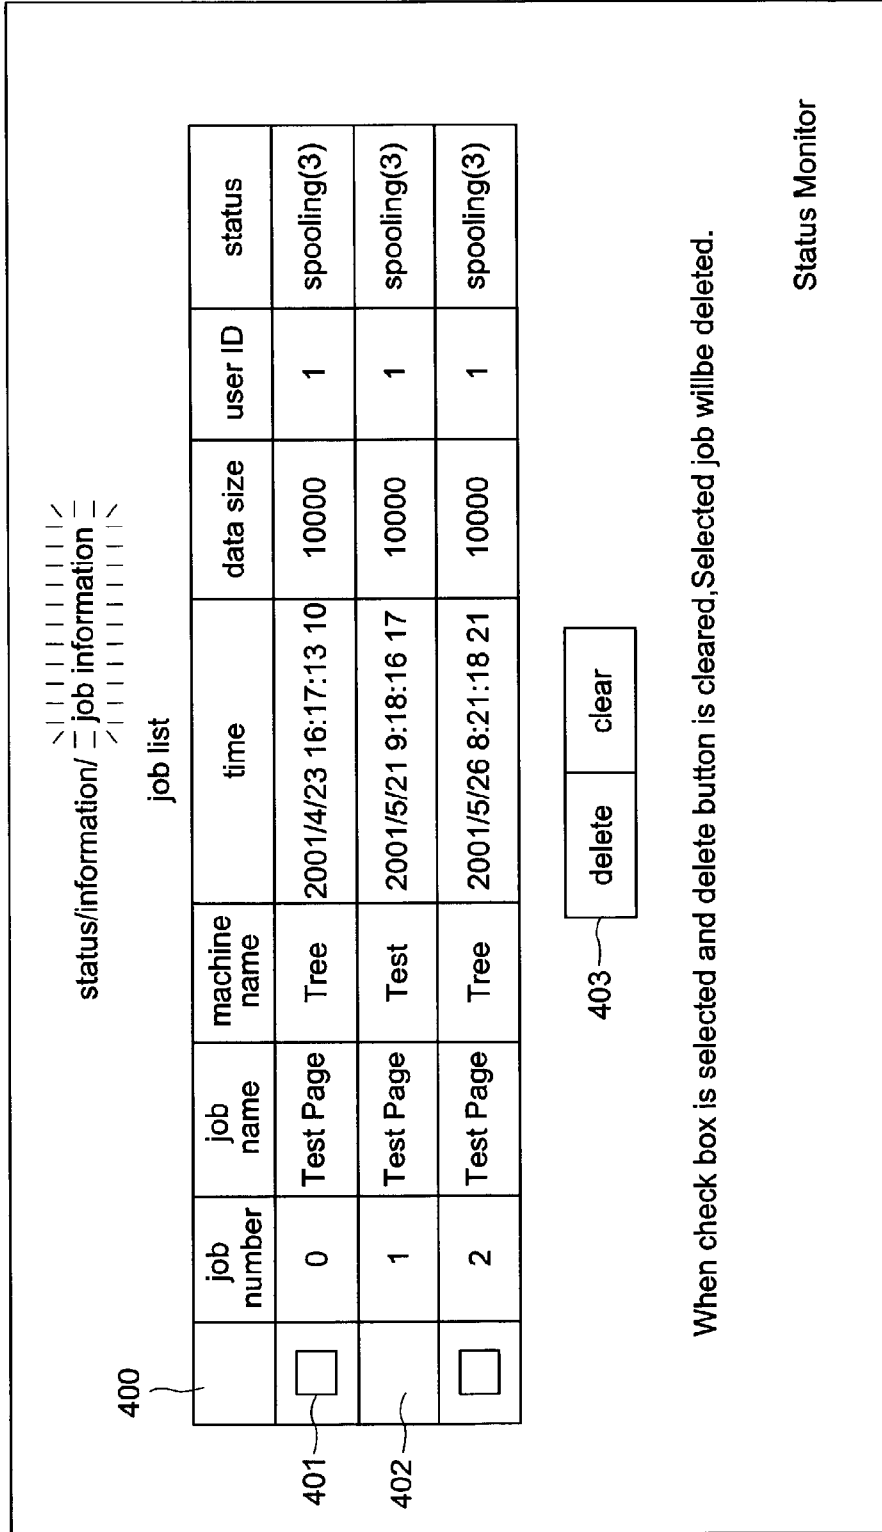 status/information/ job information
job list
400
job number job name machine name time data size user ID status
401 0 Test Page Tree 2001/4/23 16:17:13 10 10000 1 spooling(3)
402 1 Test Page Test 2001/5/21 9:18:16 17 10000 1 spooling(3)
2 Test Page Tree 2001/5/26 8:21:18 21 10000 1 spooling(3)
403 delete clear
When check box is selected and delete button is cleared,Selected job willbe deleted.
Status Monitor